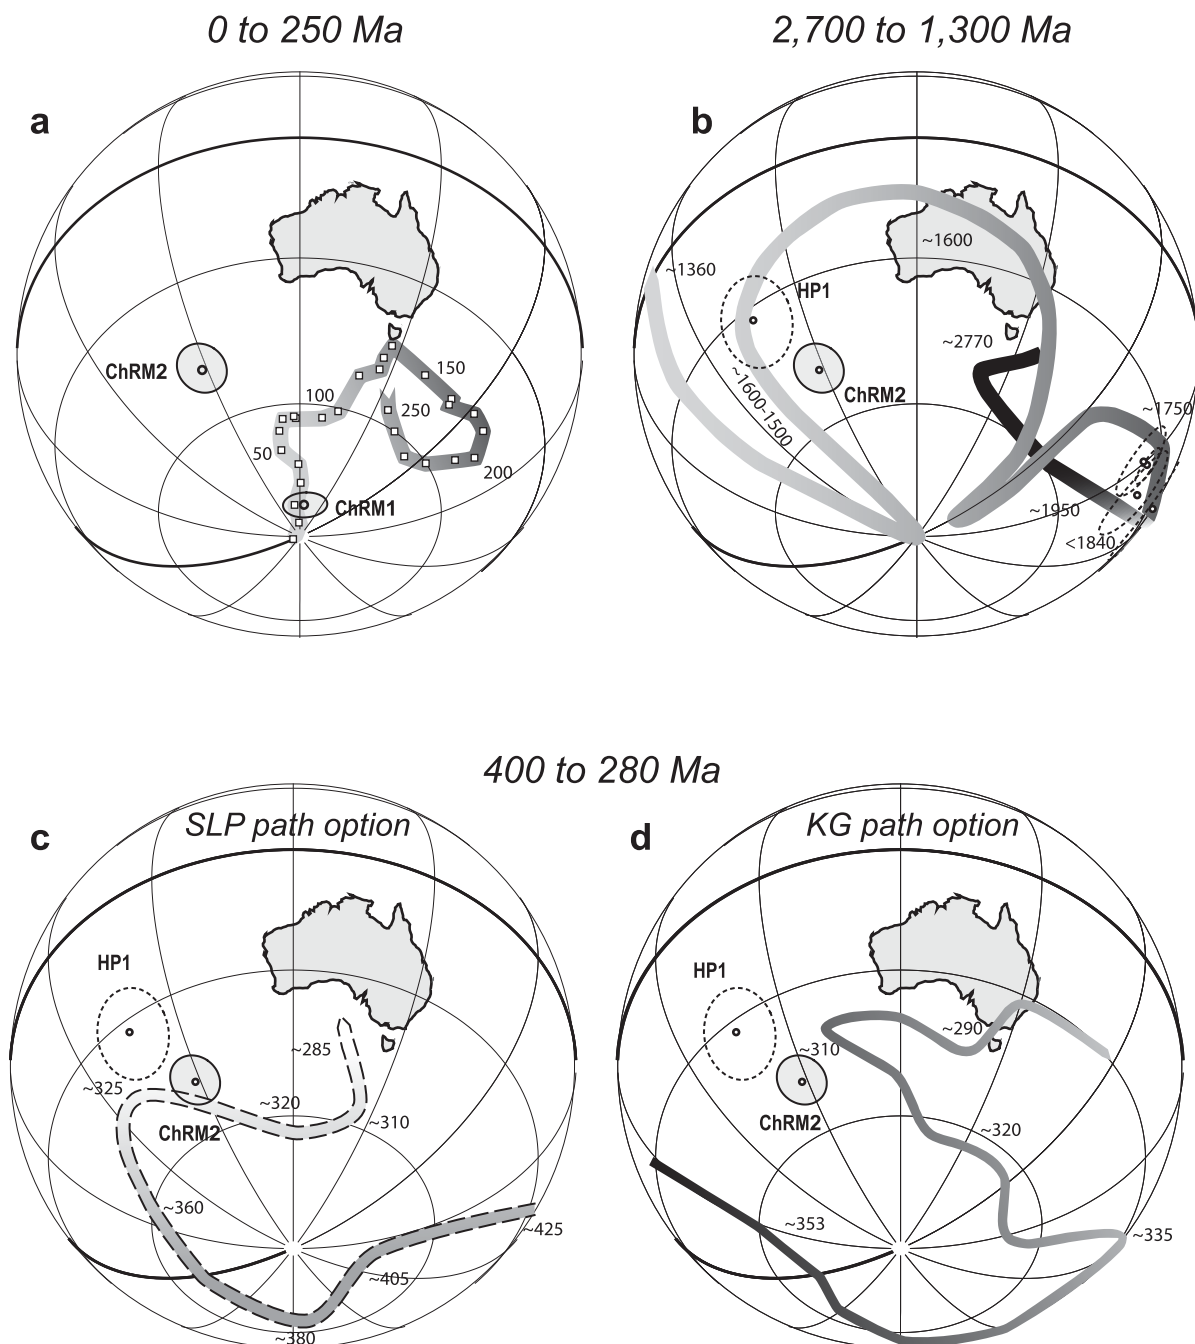 0 to 250 Ma
2,700 to 1,300 Ma
a
ChRM2
150
100
250
50
200
ChRM1
b
~1600
~1360
HP1
~2770
ChRM2
~1600-1500
~1750
~1950
<1840
400 to 280 Ma
c
SLP path option
HP1
~285
~325
~320
ChRM2
~310
~360
~425
~405
~380
d
KG path option
HP1
~290
~310
ChRM2
~320
~353
~335